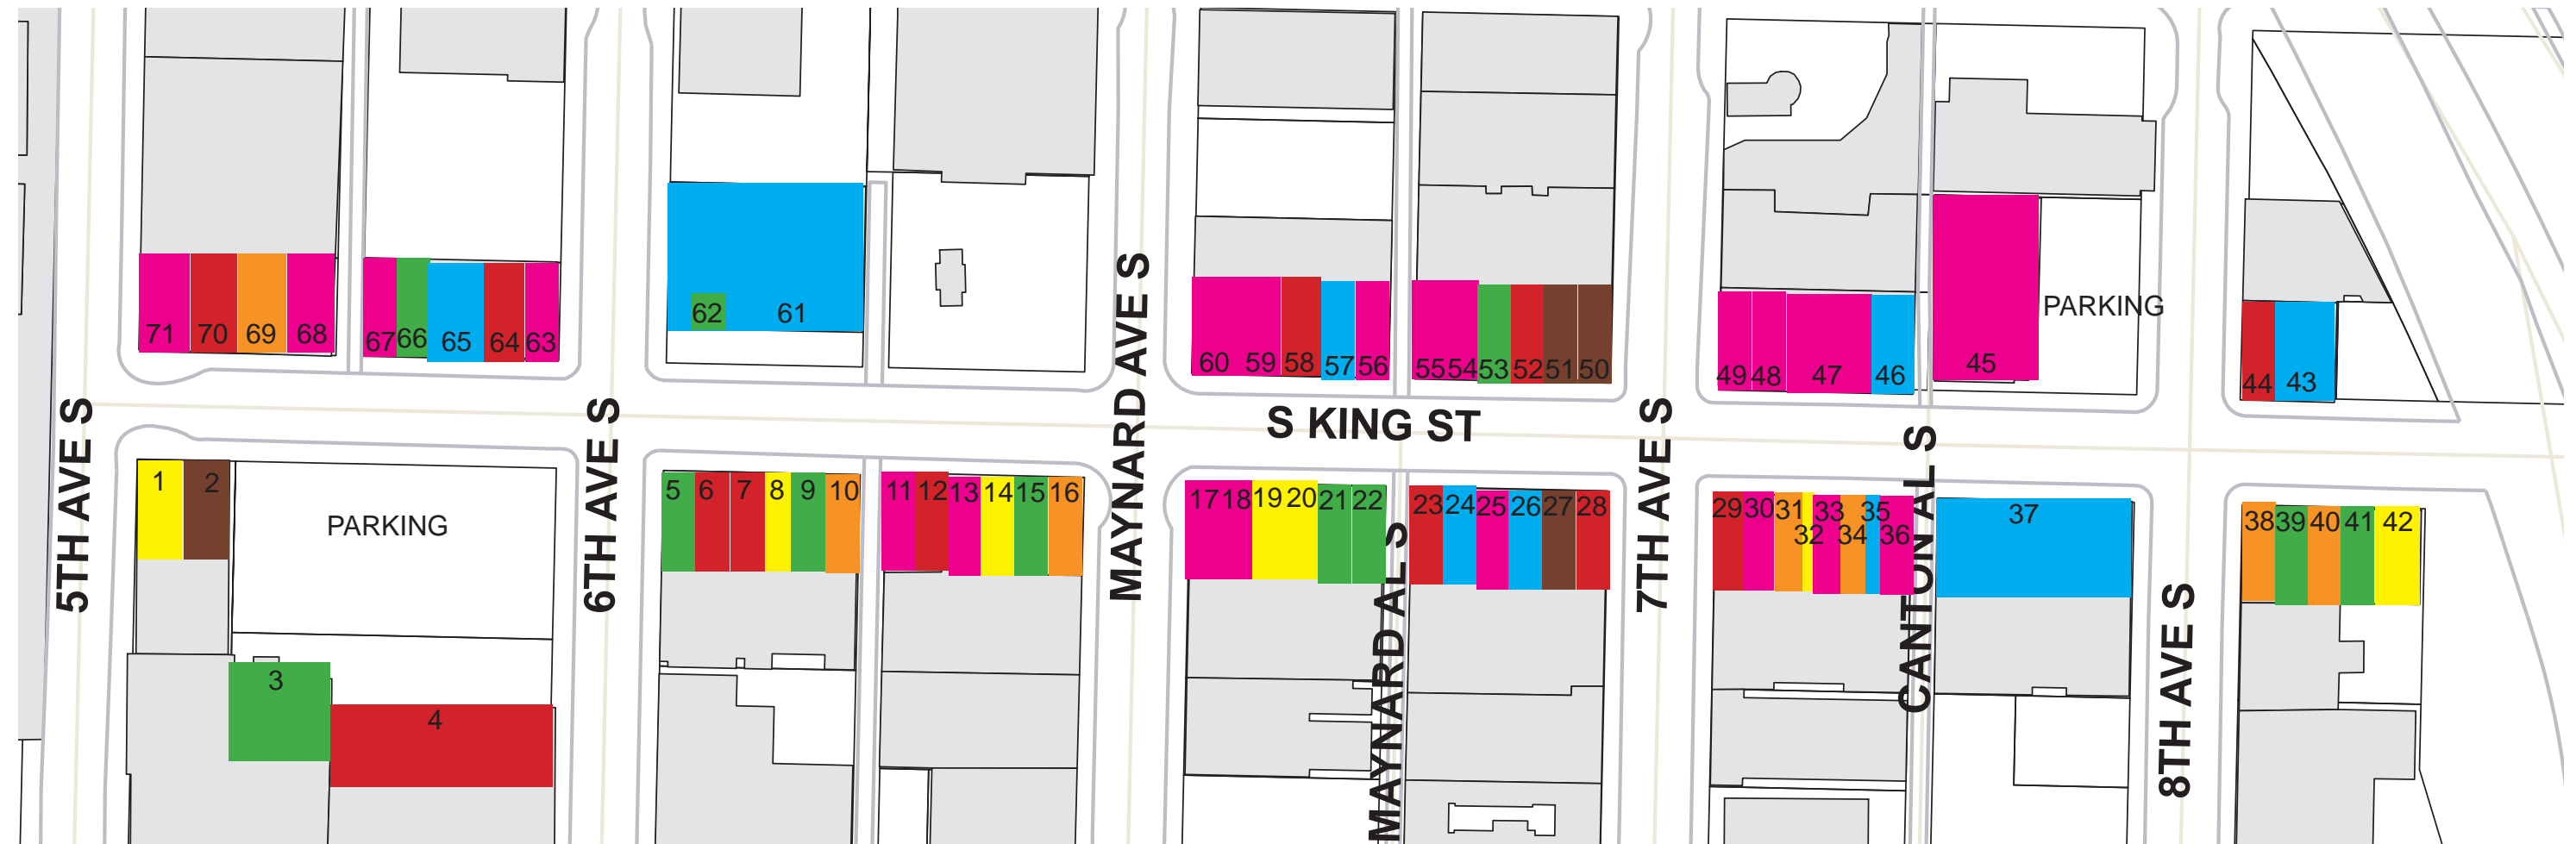 71 70 69 68 67 66 65 64 63
62 61
60 59 58 57 56 55 54 53 52 51 50
49 48 47 46 45
PARKING
44 43
5TH AVE S
6TH AVE S
MAYNARD AVE S
S KING ST
7TH AVE S
CANTON AL S
8TH AVE S
MAYNARD AL S
1 2
PARKING
3
4
5 6 7 8 9 10 11 12 13 14 15 16
17 18 19 20 21 22 23 24 25 26 27 28
29 30 31 32 33 34 35 36
37
38 39 40 41 42